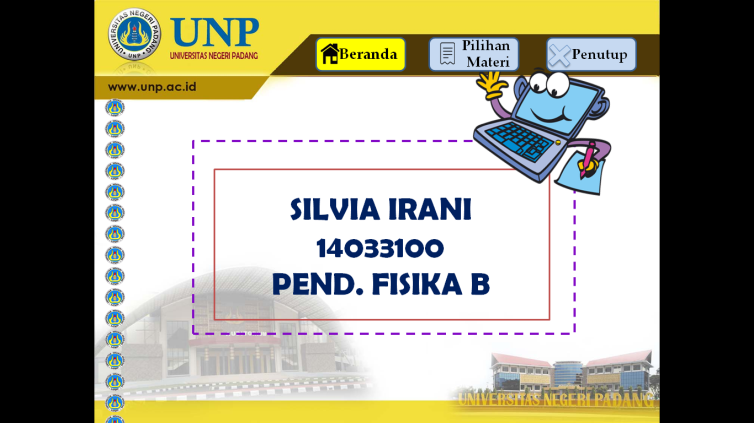 UNP
UNIVERSITAS NEGERI PADANG
Beranda
Pilihan
Materi
Penutup
www.unp.ac.id
SILVIA IRANI
14033100
PEND. FISIKA B
UNIVERSITAS NEGERI PADANG